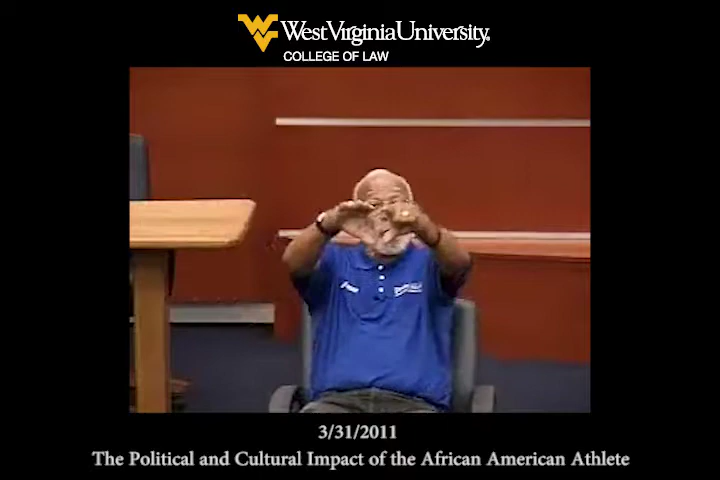 WestVirginiaUniversity.
COLLEGE OF LAW
3/31/2011
The Political and Cultural Impact of the African American Athlete